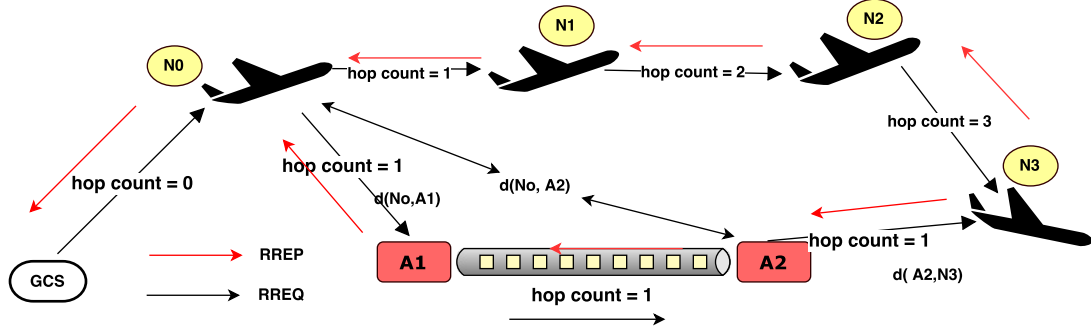 N2
N1
N0
hop count = 1
hop count = 2
hop count = 3
hop count = 1
N3
hop count = 0
d(No, A2)
d(No,A1)
hop count = 1
RREP
A1
A2
GCS
d( A2,N3)
RREQ
hop count = 1